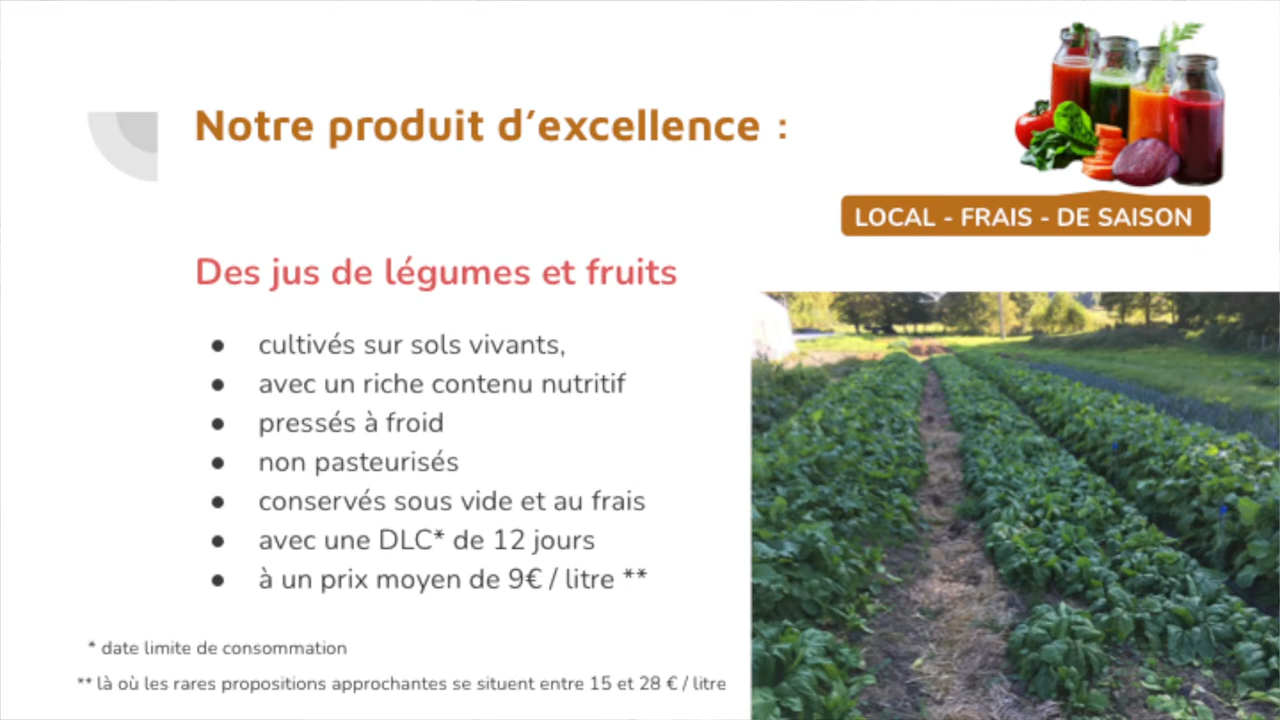 Notre produit d'excellence :
LOCAL - FRAIS - DE SAISON
Des jus de légumes et fruits
● cultivés sur sols vivants,
● avec un riche contenu nutritif
● pressés à froid
● non pasteurisés
● conservés sous vide et au frais
● avec une DLC* de 12 jours
● à un prix moyen de 9€ / litre **
* date limite de consommation
** là où les rares propositions approchantes se situent entre 15 et 28 € / litre